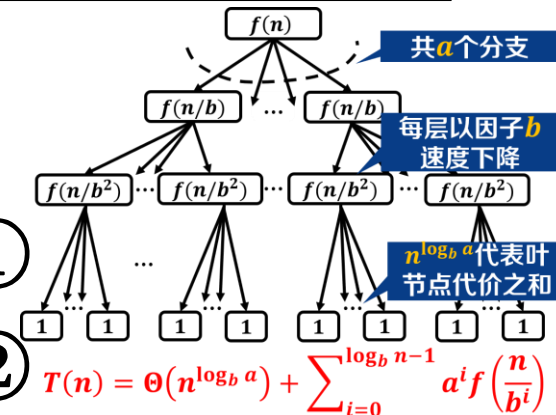 f(n)
共a个分支
f(n/b) ... f(n/b)
每层以因子b
速度下降
f(n/b²) ... f(n/b²) ... f(n/b²) ... f(n/b²)
n^{log_b a}代表叶
节点代价之和
...
... ... ... ...
1 1 1 1 1 1 1 1
2
T(n) = Θ(n^{log_b a}) + ∑_{i=0}^{log_b n−1} a^i f(n/b^i)